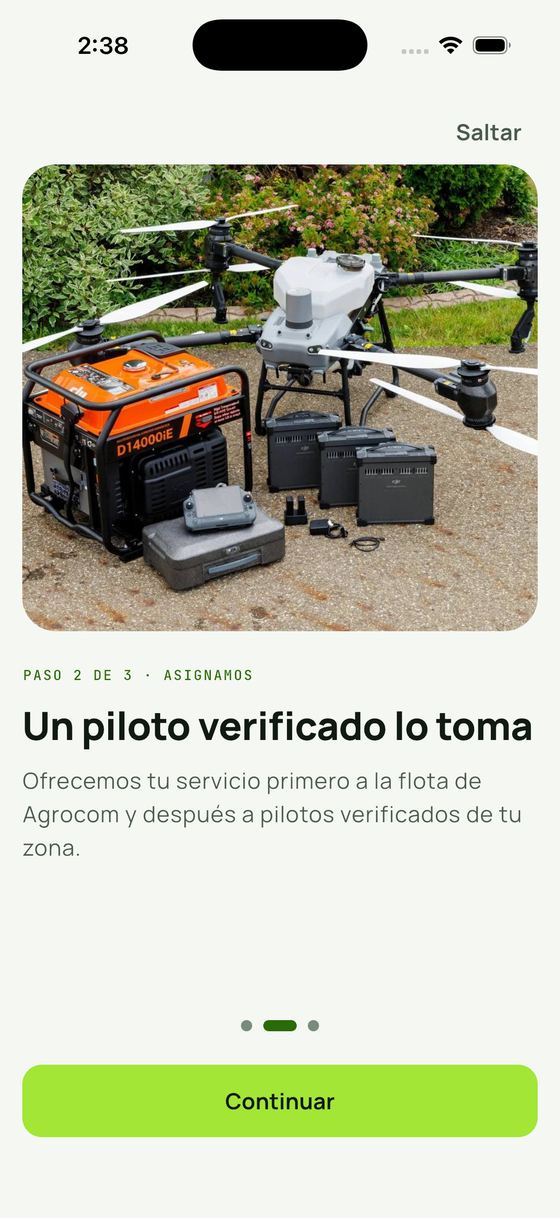 2:38
Saltar
D14000iE
PASO 2 DE 3 · ASIGNAMOS
Un piloto verificado lo toma
Ofrecemos tu servicio primero a la flota de
Agrocom y después a pilotos verificados de tu
zona.
Continuar